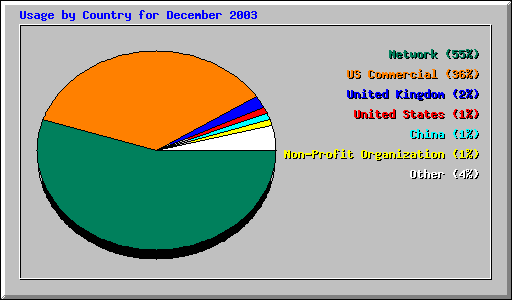 Usage by Country for December 2003
Network (55%)
US Commercial (36%)
United Kingdom (2%)
United States (1%)
China (1%)
Non-Profit Organization (1%)
Other (4%)